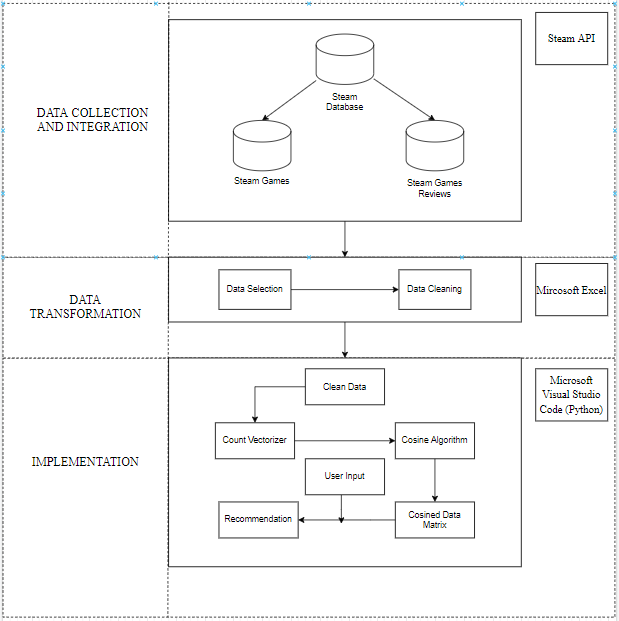 Steam API
Steam
Database
DATA COLLECTION
AND INTEGRATION
Steam Games
Steam Games
Reviews
Data Selection
Data Cleaning
Mircosoft Excel
DATA
TRANSFORMATION
Clean Data
Microsoft
Visual Studio
Code (Python)
Count Vectorizer
Cosine Algorithm
IMPLEMENTATION
User Input
Recommendation
Cosined Data
Matrix